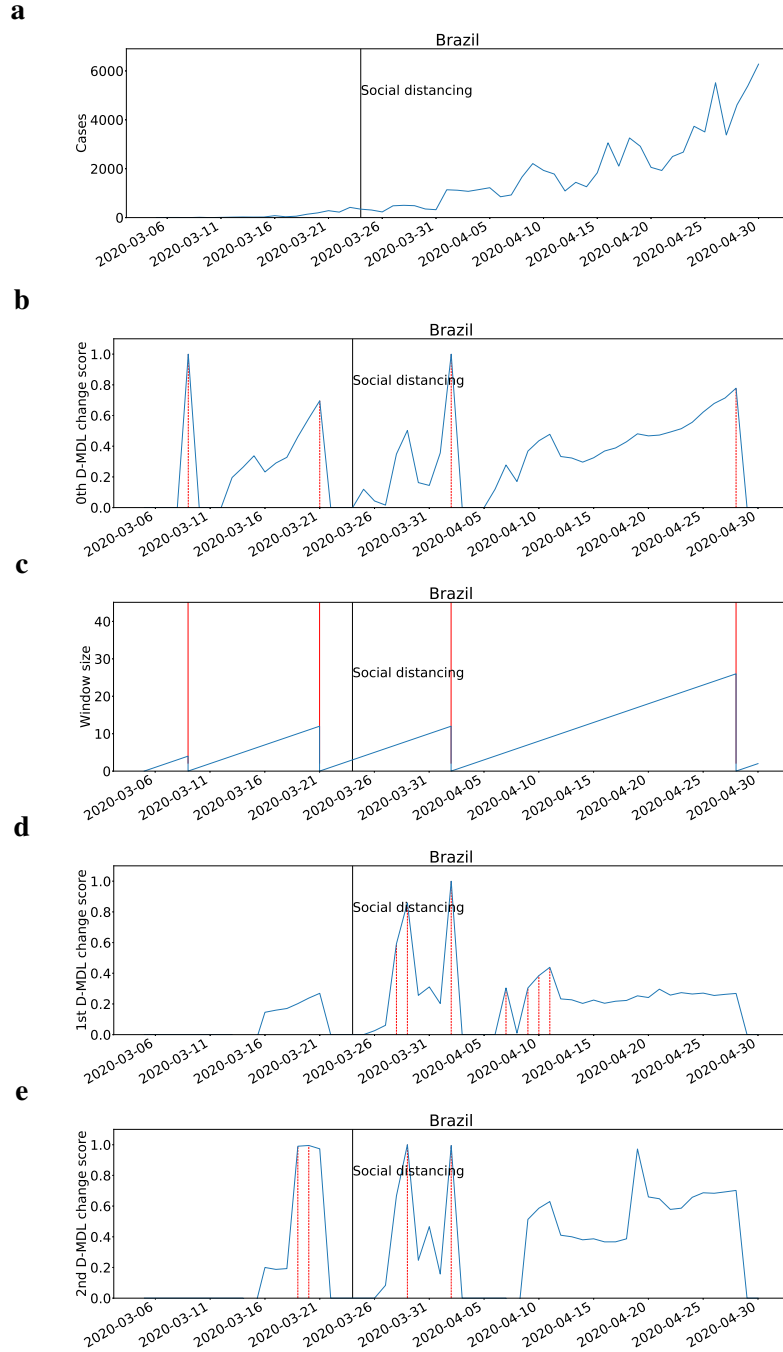 a
Brazil
Cases
6000
4000
2000
0
Social distancing
2020-03-06 2020-03-11 2020-03-16 2020-03-21 2020-03-26 2020-03-31 2020-04-05 2020-04-10 2020-04-15 2020-04-20 2020-04-25 2020-04-30
b
Brazil
0th D-MDL change score
1.0
0.8
0.6
0.4
0.2
0.0
Social distancing
2020-03-06 2020-03-11 2020-03-16 2020-03-21 2020-03-26 2020-03-31 2020-04-05 2020-04-10 2020-04-15 2020-04-20 2020-04-25 2020-04-30
c
Brazil
Window size
40
30
20
10
0
Social distancing
2020-03-06 2020-03-11 2020-03-16 2020-03-21 2020-03-26 2020-03-31 2020-04-05 2020-04-10 2020-04-15 2020-04-20 2020-04-25 2020-04-30
d
Brazil
1st D-MDL change score
1.0
0.8
0.6
0.4
0.2
0.0
Social distancing
2020-03-06 2020-03-11 2020-03-16 2020-03-21 2020-03-26 2020-03-31 2020-04-05 2020-04-10 2020-04-15 2020-04-20 2020-04-25 2020-04-30
e
Brazil
2nd D-MDL change score
1.0
0.8
0.6
0.4
0.2
0.0
Social distancing
2020-03-06 2020-03-11 2020-03-16 2020-03-21 2020-03-26 2020-03-31 2020-04-05 2020-04-10 2020-04-15 2020-04-20 2020-04-25 2020-04-30